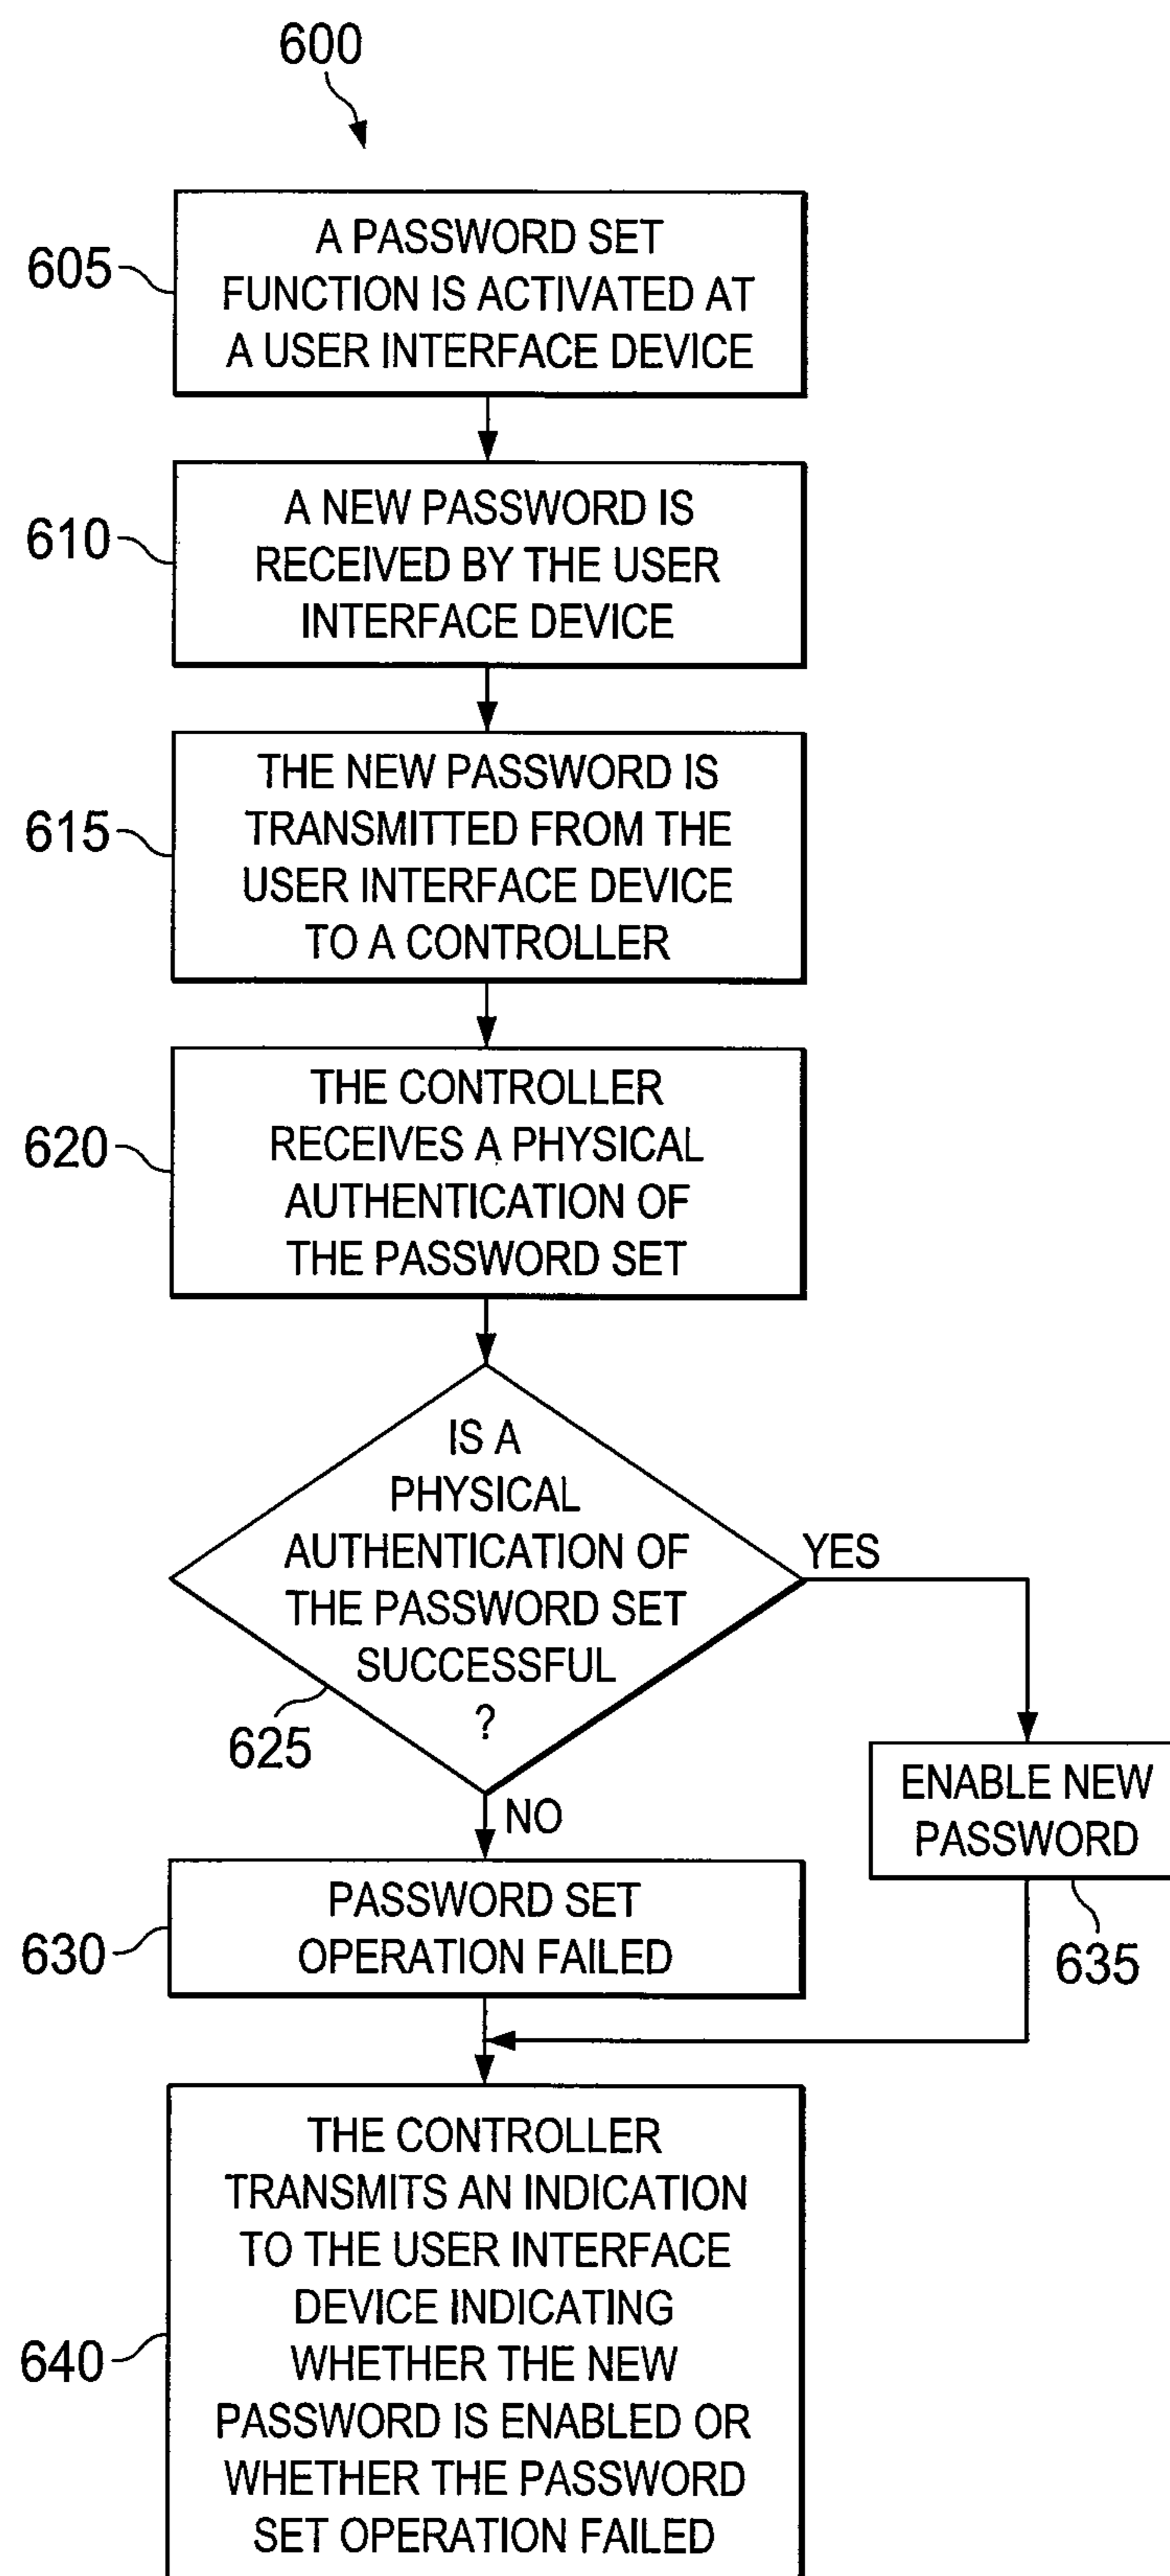 600
605
A PASSWORD SET
FUNCTION IS ACTIVATED AT
A USER INTERFACE DEVICE
610
A NEW PASSWORD IS
RECEIVED BY THE USER
INTERFACE DEVICE
615
THE NEW PASSWORD IS
TRANSMITTED FROM THE
USER INTERFACE DEVICE
TO A CONTROLLER
620
THE CONTROLLER
RECEIVES A PHYSICAL
AUTHENTICATION OF
THE PASSWORD SET
IS A
PHYSICAL
AUTHENTICATION OF
THE PASSWORD SET
SUCCESSFUL
?
625
YES
NO
ENABLE NEW
PASSWORD
635
630
PASSWORD SET
OPERATION FAILED
640
THE CONTROLLER
TRANSMITS AN INDICATION
TO THE USER INTERFACE
DEVICE INDICATING
WHETHER THE NEW
PASSWORD IS ENABLED OR
WHETHER THE PASSWORD
SET OPERATION FAILED